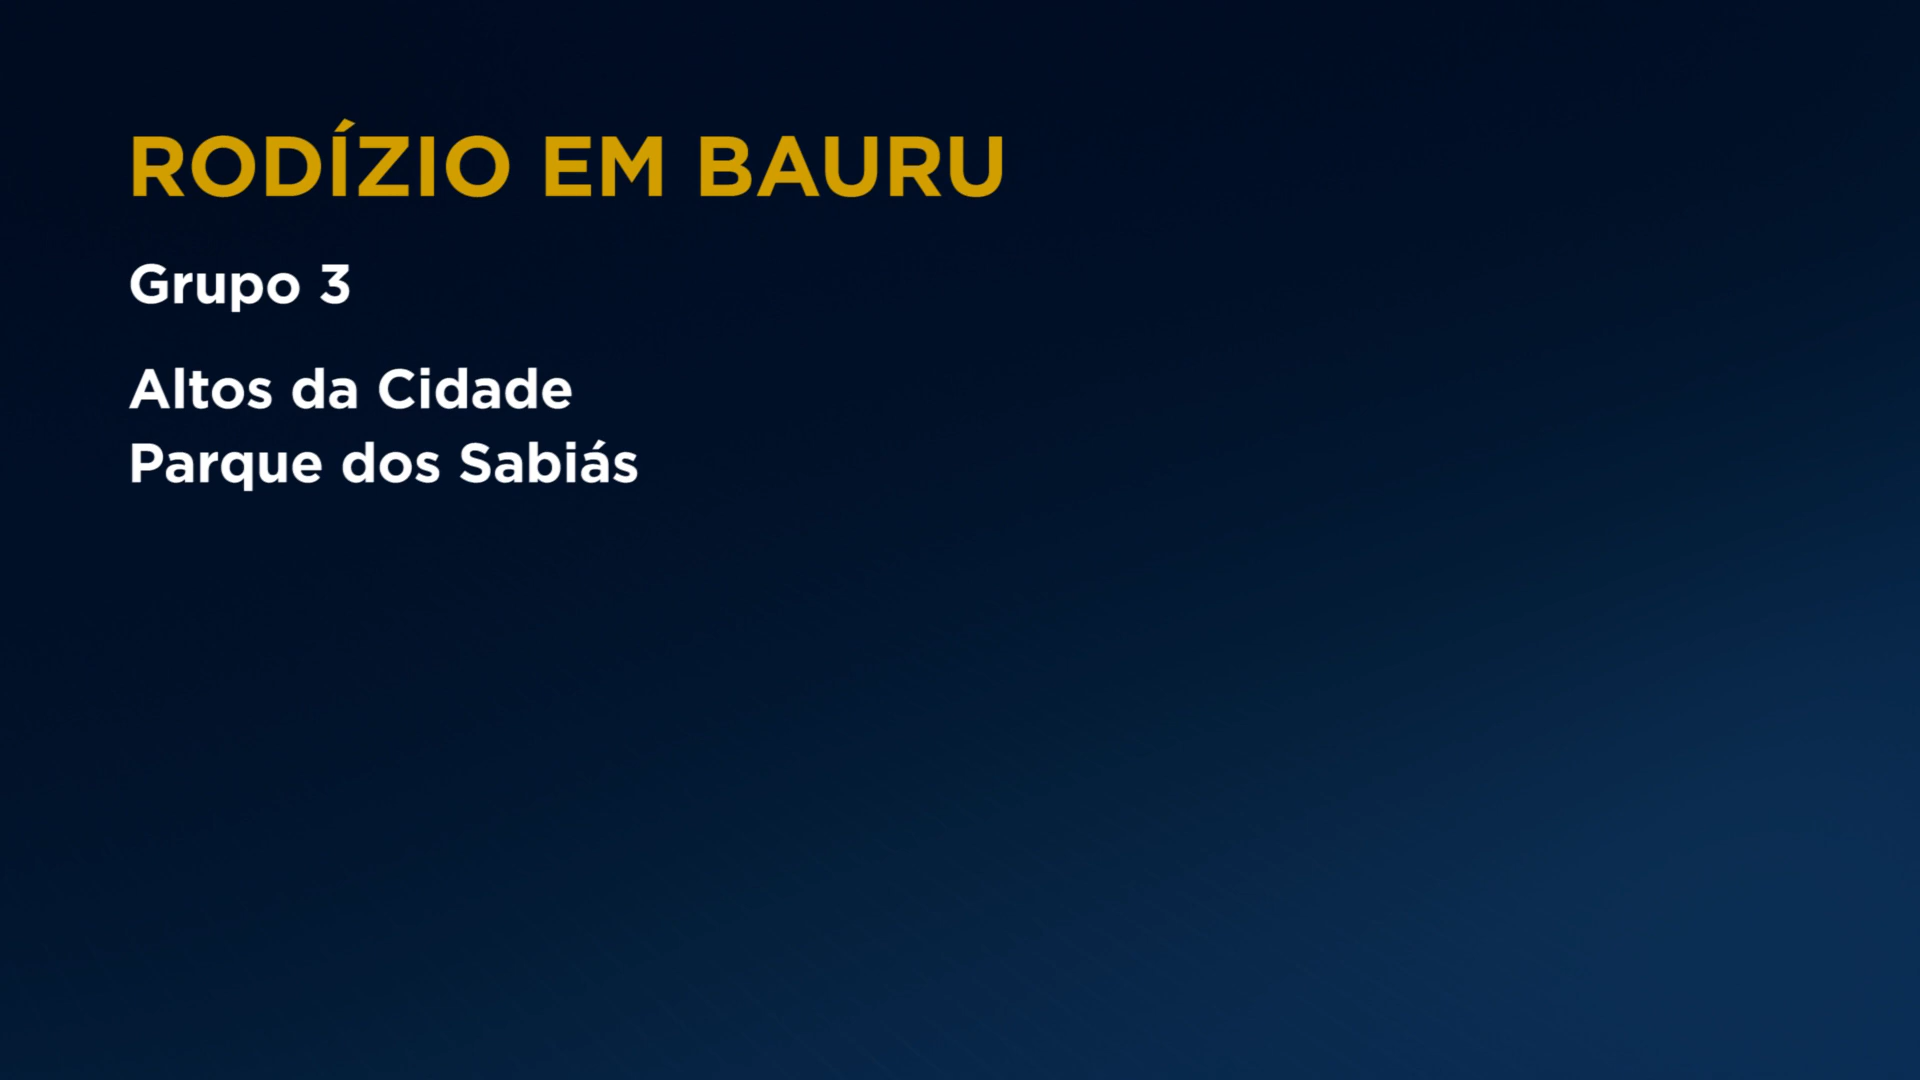 RODÍZIO EM BAURU
Grupo 3
Altos da Cidade
Parque dos Sabiás